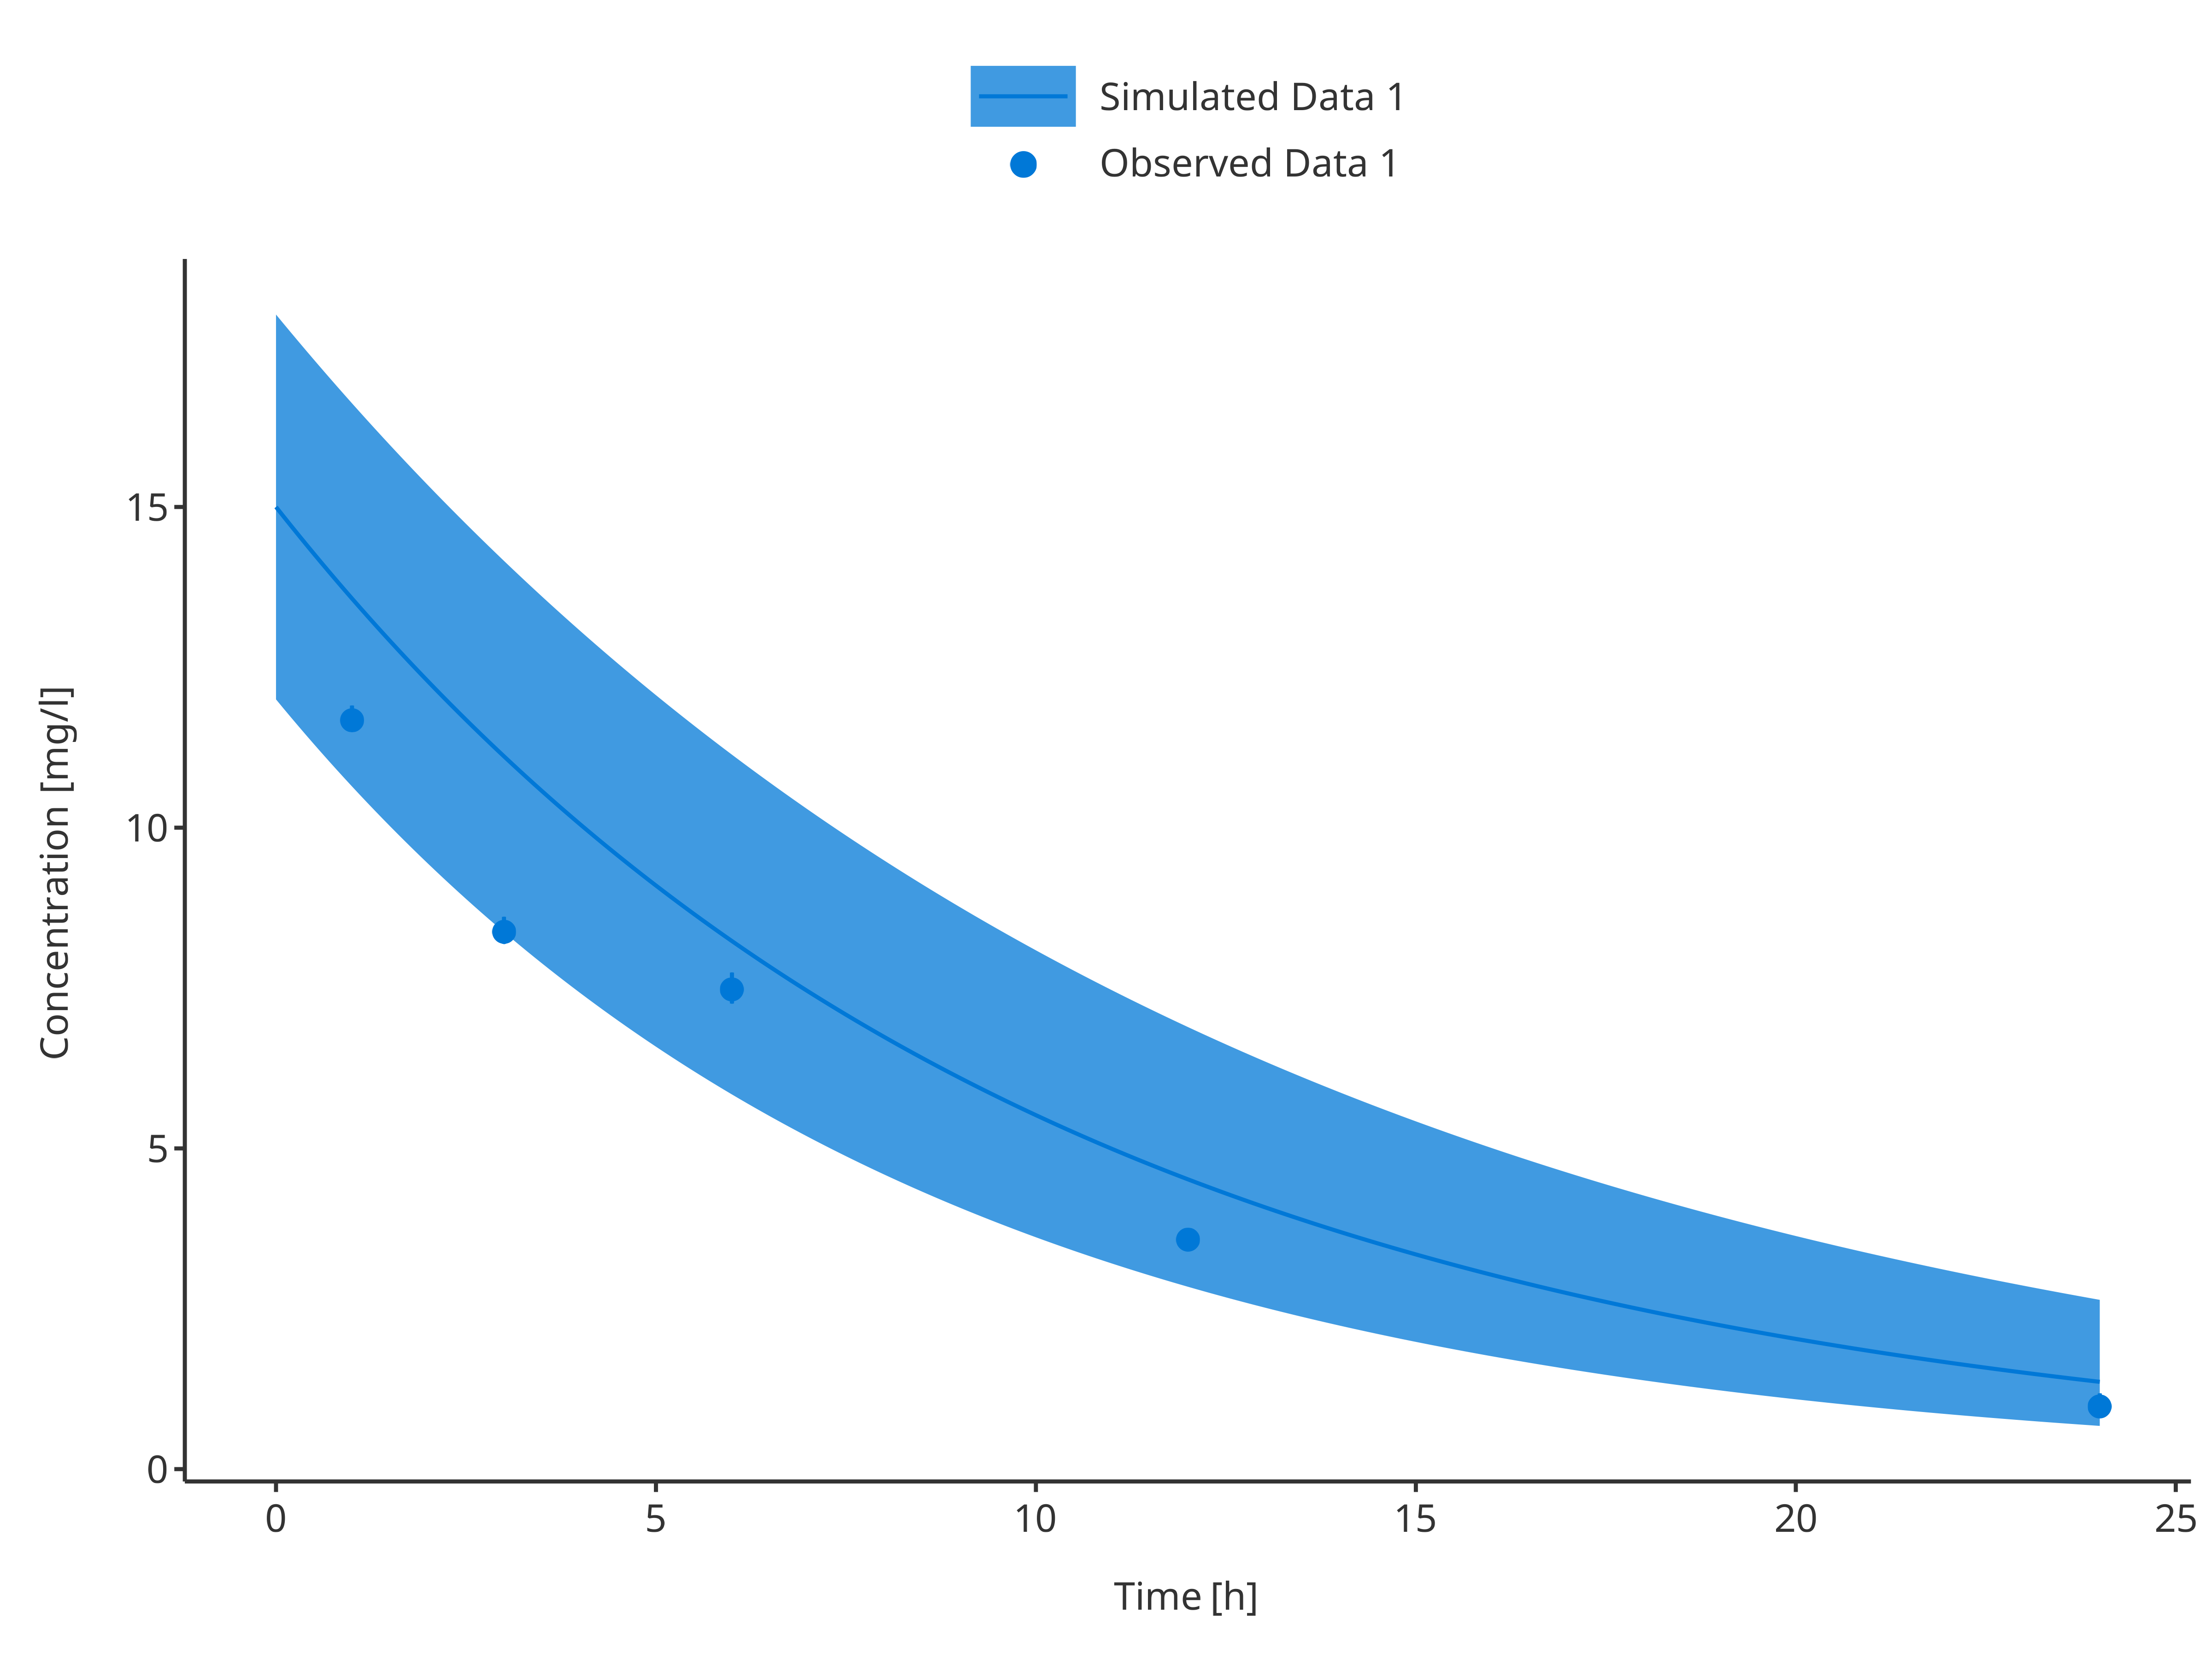 Simulated Data 1
Observed Data 1
Concentration [mg/l]
15
10
5
0
0 5 10 15 20 25
Time [h]